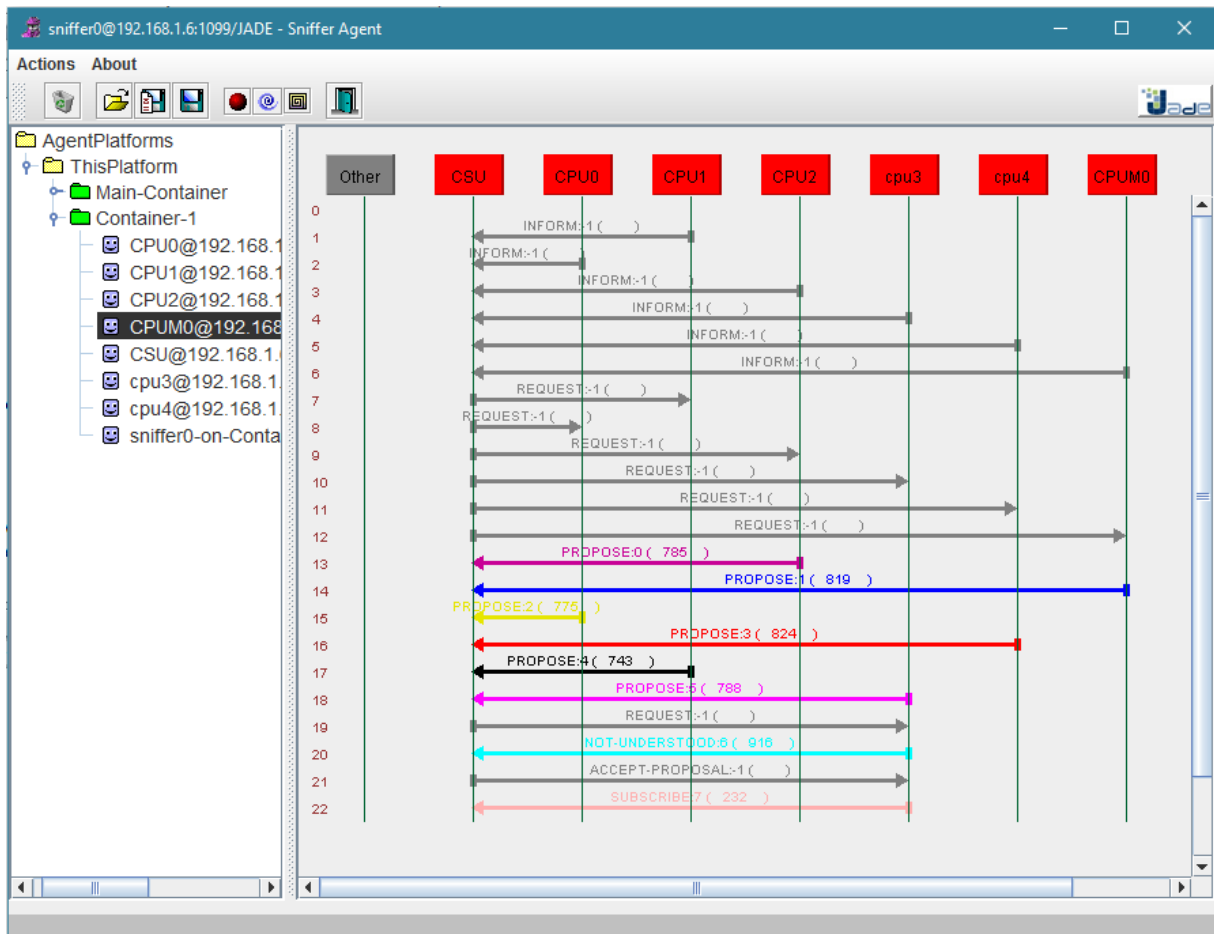 sniffer0@192.168.1.6:1099/JADE - Sniffer Agent
Actions About
Jade
AgentPlatforms
ThisPlatform
Main-Container
Container-1
CPU0@192.168.1
CPU1@192.168.1
CPU2@192.168.1
CPUM0@192.168
CSU@192.168.1.
cpu3@192.168.1.
cpu4@192.168.1.
sniffer0-on-Conta
Other CSU CPU0 CPU1 CPU2 cpu3 cpu4 CPUM0
0
INFORM:-1 ( )
1
INFORM:-1 ( )
2
INFORM:-1 ( )
3
INFORM:-1 ( )
4
INFORM:-1 ( )
5
INFORM:-1 ( )
6
REQUEST:-1 ( )
7
REQUEST:-1 ( )
8
REQUEST:-1 ( )
9
REQUEST:-1 ( )
10
REQUEST:-1 ( )
11
REQUEST:-1 ( )
12
PROPOSE:0 ( 785 )
13
PROPOSE:1 ( 819 )
14
PROPOSE:2 ( 775 )
15
PROPOSE:3 ( 824 )
16
PROPOSE:4 ( 743 )
17
PROPOSE:5 ( 788 )
18
REQUEST:-1 ( )
19
NOT-UNDERSTOOD:6 ( 916 )
20
ACCEPT-PROPOSAL:-1 ( )
21
SUBSCRIBE:7 ( 232 )
22